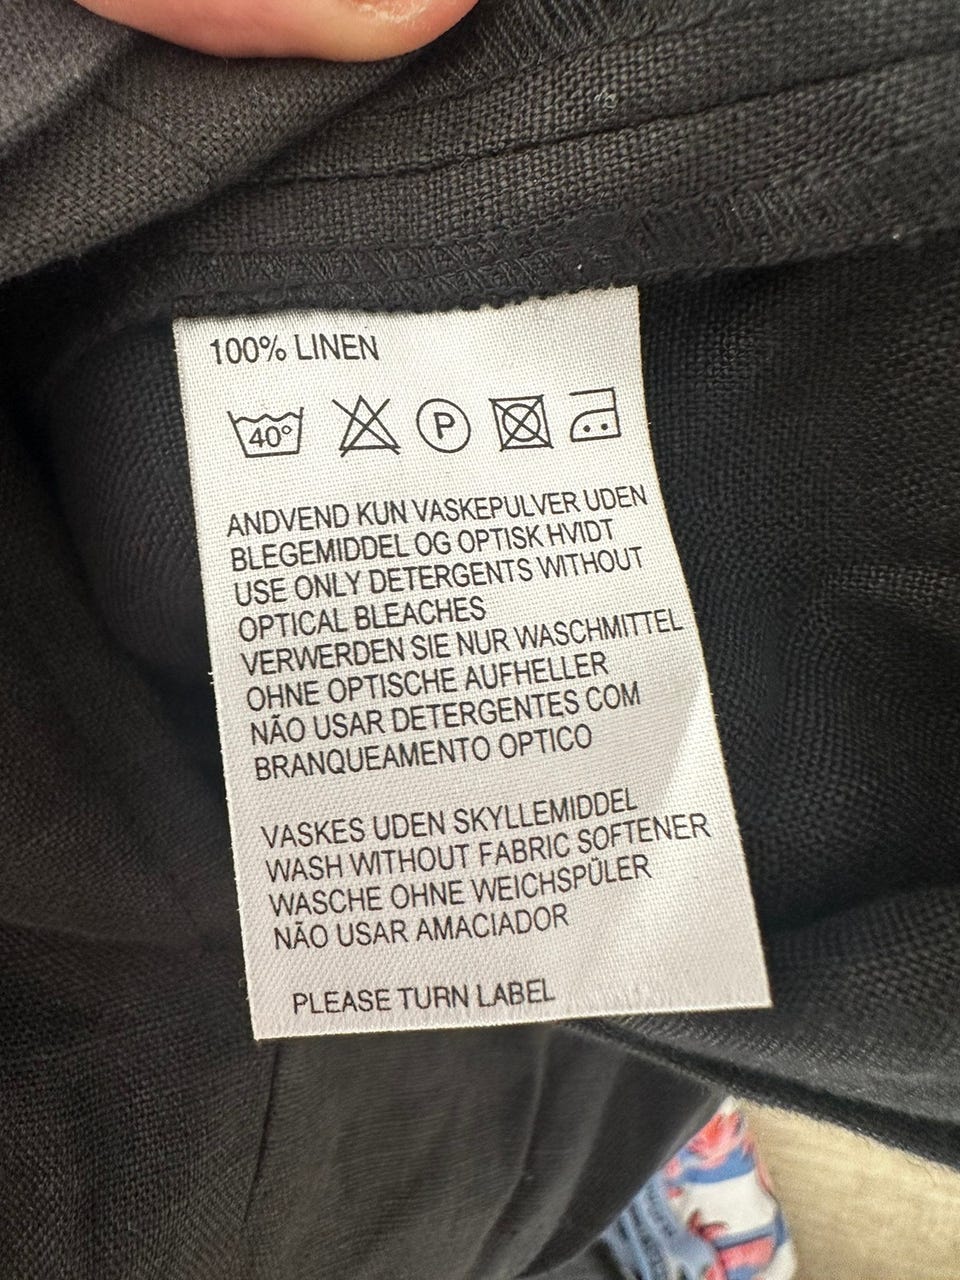 100% LINEN
40° P
ANDVEND KUN VASKEPULVER UDEN
BLEGEMIDDEL OG OPTISK HVIDT
USE ONLY DETERGENTS WITHOUT
OPTICAL BLEACHES
VERWERDEN SIE NUR WASCHMITTEL
OHNE OPTISCHE AUFHELLER
NÃO USAR DETERGENTES COM
BRANQUEAMENTO OPTICO
VASKES UDEN SKYLLEMIDDEL
WASH WITHOUT FABRIC SOFTENER
WASCHE OHNE WEICHSPÜLER
NÃO USAR AMACIADOR
PLEASE TURN LABEL